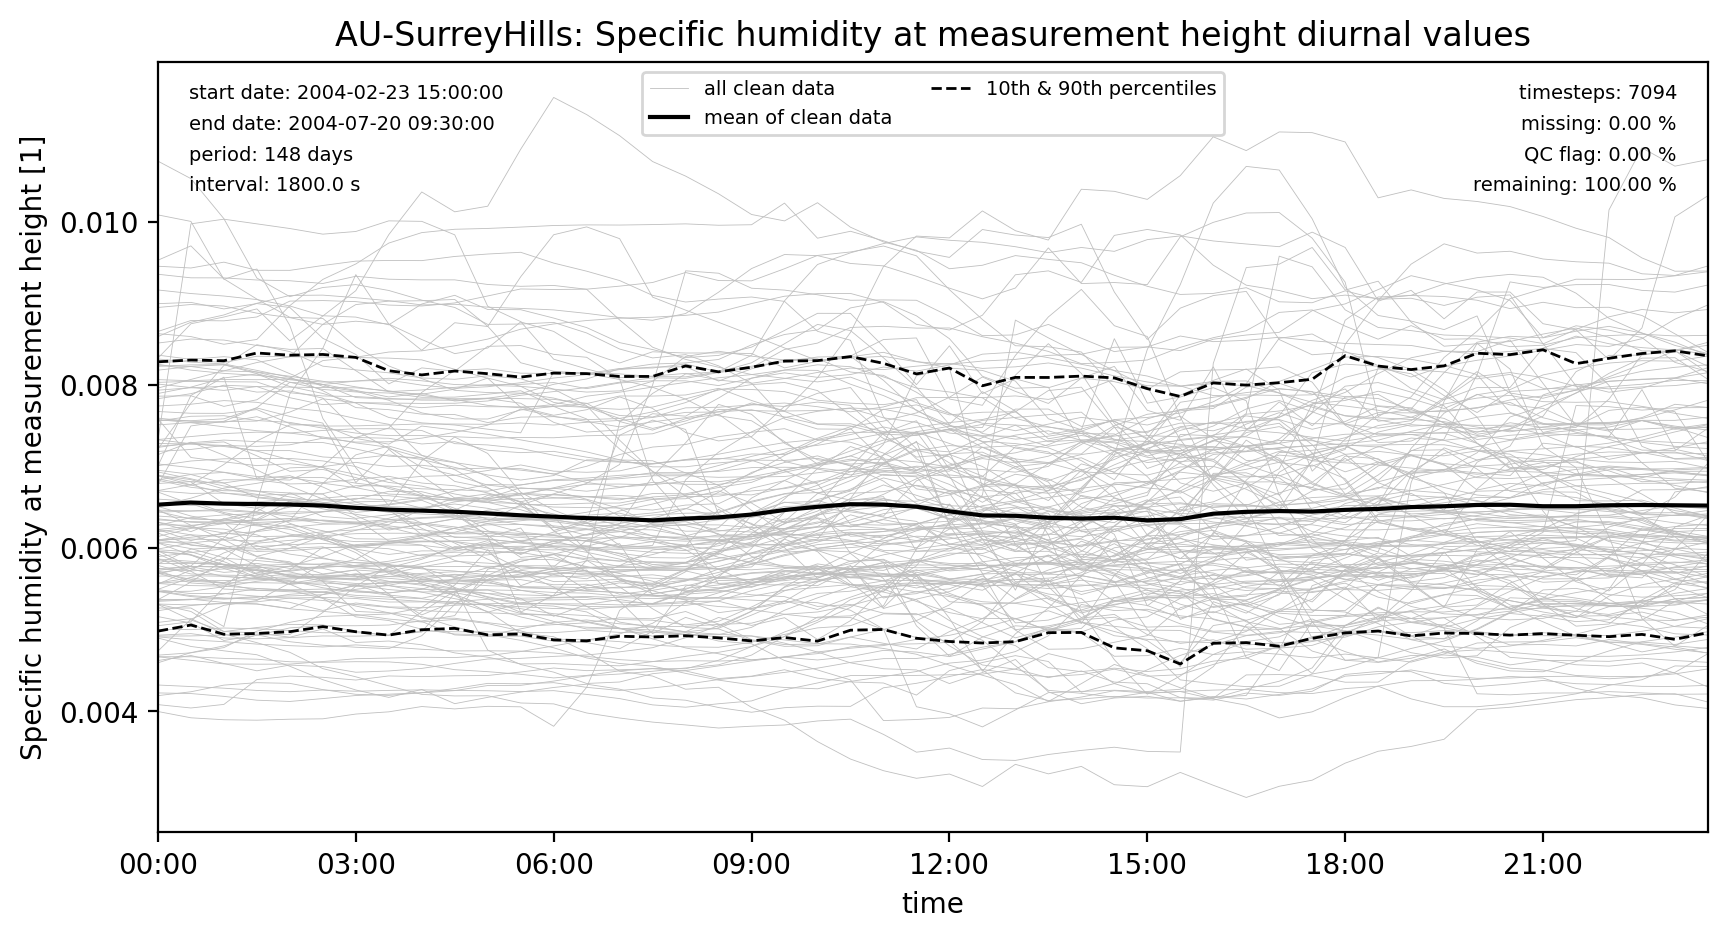 AU-SurreyHills: Specific humidity at measurement height diurnal values
start date: 2004-02-23 15:00:00
end date: 2004-07-20 09:30:00
period: 148 days
interval: 1800.0 s
all clean data
mean of clean data
10th & 90th percentiles
timesteps: 7094
missing: 0.00 %
QC flag: 0.00 %
remaining: 100.00 %
Specific humidity at measurement height [1]
0.010
0.008
0.006
0.004
00:00 03:00 06:00 09:00 12:00 15:00 18:00 21:00
time